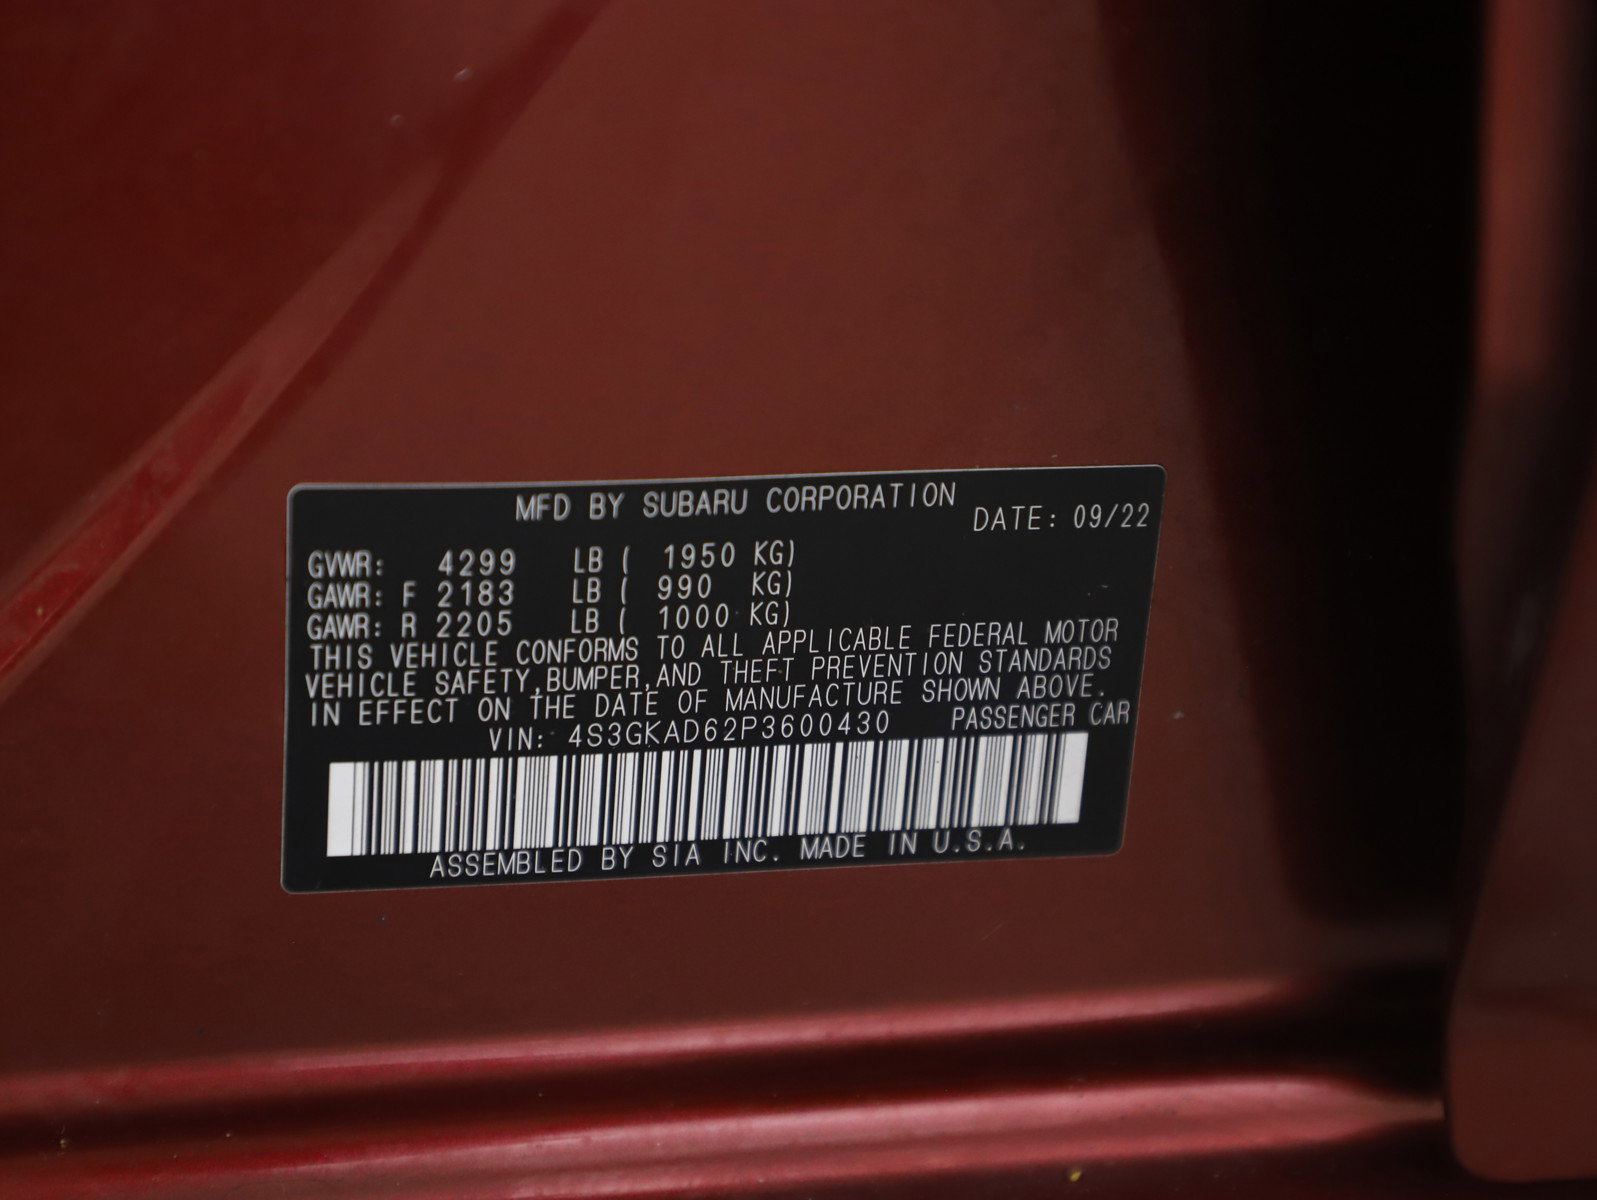 MFD BY SUBARU CORPORATION
DATE: 09/22
GVWR: 4299 LB ( 1950 KG)
GAWR: F 2183 LB ( 990 KG)
GAWR: R 2205 LB ( 1000 KG)
THIS VEHICLE CONFORMS TO ALL APPLICABLE FEDERAL MOTOR
VEHICLE SAFETY,BUMPER,AND THEFT PREVENTION STANDARDS
IN EFFECT ON THE DATE OF MANUFACTURE SHOWN ABOVE.
VIN: 4S3GKAD62P3600430 PASSENGER CAR
ASSEMBLED BY SIA INC. MADE IN U.S.A.